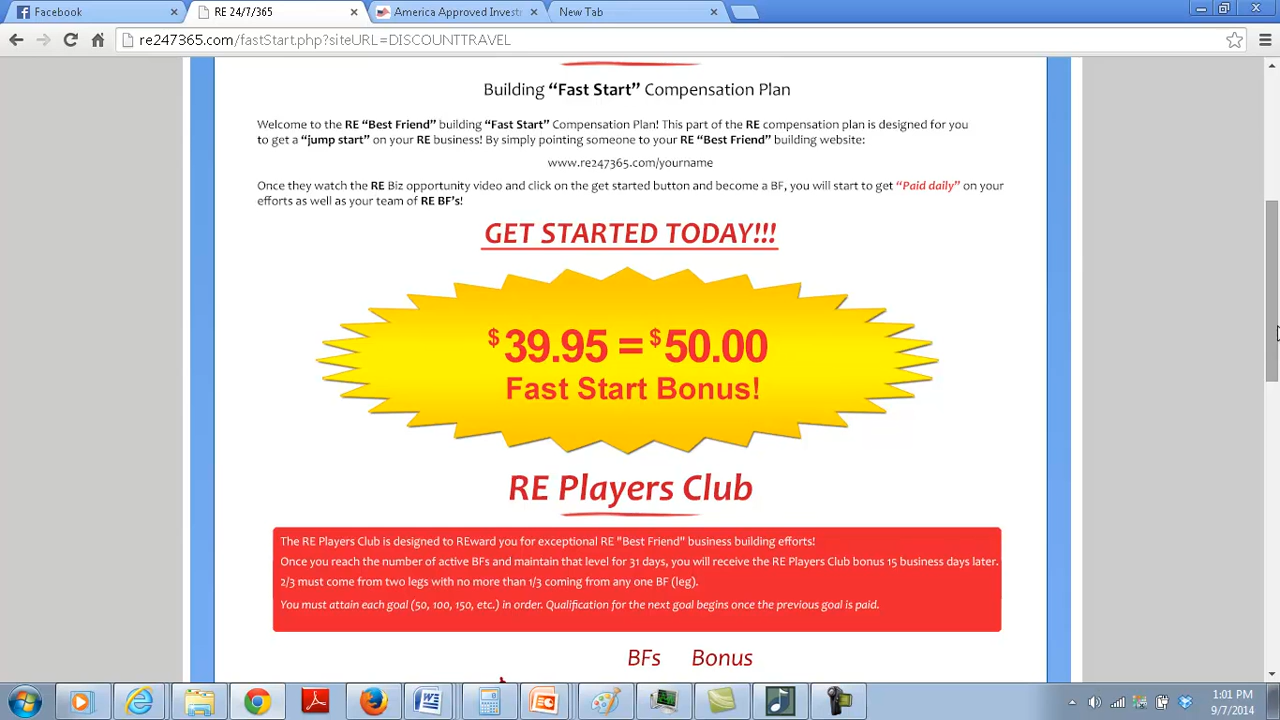 Facebook
RE 24/7/365
America Approved Invest
New Tab
re247365.com/fastStart.php?siteURL=DISCOUNTTRAVEL
Building “Fast Start” Compensation Plan
Welcome to the RE “Best Friend” building “Fast Start” Compensation Plan! This part of the RE compensation plan is designed for you
to get a “jump start” on your RE business! By simply pointing someone to your RE “Best Friend” building website:
www.re247365.com/yourname
Once they watch the RE Biz opportunity video and click on the get started button and become a BF, you will start to get “Paid daily” on your
efforts as well as your team of RE BF’s!
GET STARTED TODAY!!!
$39.95 = $50.00
Fast Start Bonus!
RE Players Club
The RE Players Club is designed to REward you for exceptional RE "Best Friend" business building efforts!
Once you reach the number of active BFs and maintain that level for 31 days, you will receive the RE Players Club bonus 15 business days later.
2/3 must come from two legs with no more than 1/3 coming from any one BF (leg).
You must attain each goal (50, 100, 150, etc.) in order. Qualification for the next goal begins once the previous goal is paid.
BFs Bonus
1:01 PM
9/7/2014